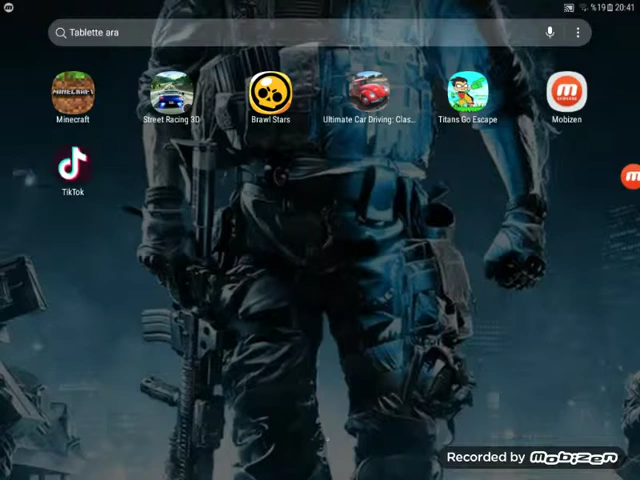 %19 20:41
Tablette ara
Minecraft
Street Racing 3D
Brawl Stars
Ultimate Car Driving: Clas...
Titans Go Escape
Mobizen
TikTok
MINECRAFT
Recorded by Mobizen